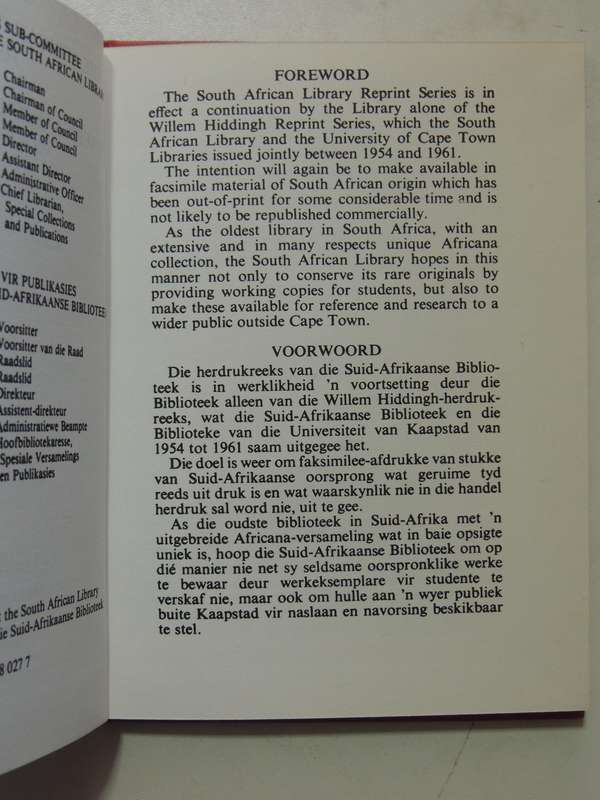 SUB-COMMITTEE
SOUTH AFRICAN LIBRAR
Chairman
Chairman of Council
Member of Council
Member of Council
Director
Assistant Director
Administrative Officer
Chief Librarian,
Special Collections
and Publications
VIR PUBLIKASIES
ID-AFRIKAANSE BIBLIOTEE
Voorsitter
Voorsitter van die Raad
Raadslid
Raadslid
Direkteur
Assistent-direkteur
Administratiewe Beampte
Hoofbibliotekaresse,
Spesiale Versamelings
en Publikasies
the South African Library
die Suid-Afrikaanse Biblioteek
8 027 7
FOREWORD
The South African Library Reprint Series is in
effect a continuation by the Library alone of the
Willem Hiddingh Reprint Series, which the South
African Library and the University of Cape Town
Libraries issued jointly between 1954 and 1961.
The intention will again be to make available in
facsimile material of South African origin which has
been out-of-print for some considerable time and is
not likely to be republished commercially.
As the oldest library in South Africa, with an
extensive and in many respects unique Africana
collection, the South African Library hopes in this
manner not only to conserve its rare originals by
providing working copies for students, but also to
make these available for reference and research to a
wider public outside Cape Town.
VOORWOORD
Die herdrukreeks van die Suid-Afrikaanse Biblio-
teek is in werklikheid 'n voortsetting deur die
Biblioteek alleen van die Willem Hiddingh-herdruk-
reeks, wat die Suid-Afrikaanse Biblioteek en die
Biblioteke van die Universiteit van Kaapstad van
1954 tot 1961 saam uitgegee het.
Die doel is weer om faksimilee-afdrukke van stukke
van Suid-Afrikaanse oorsprong wat geruime tyd
reeds uit druk is en wat waarskynlik nie in die handel
herdruk sal word nie, uit te gee.
As die oudste biblioteek in Suid-Afrika met 'n
uitgebreide Africana-versameling wat in baie opsigte
uniek is, hoop die Suid-Afrikaanse Biblioteek om op
dié manier nie net sy seldsame oorspronklike werke
te bewaar deur werkeksemplare vir studente te
verskaf nie, maar ook om hulle aan 'n wyer publiek
buite Kaapstad vir naslaan en navorsing beskikbaar
te stel.